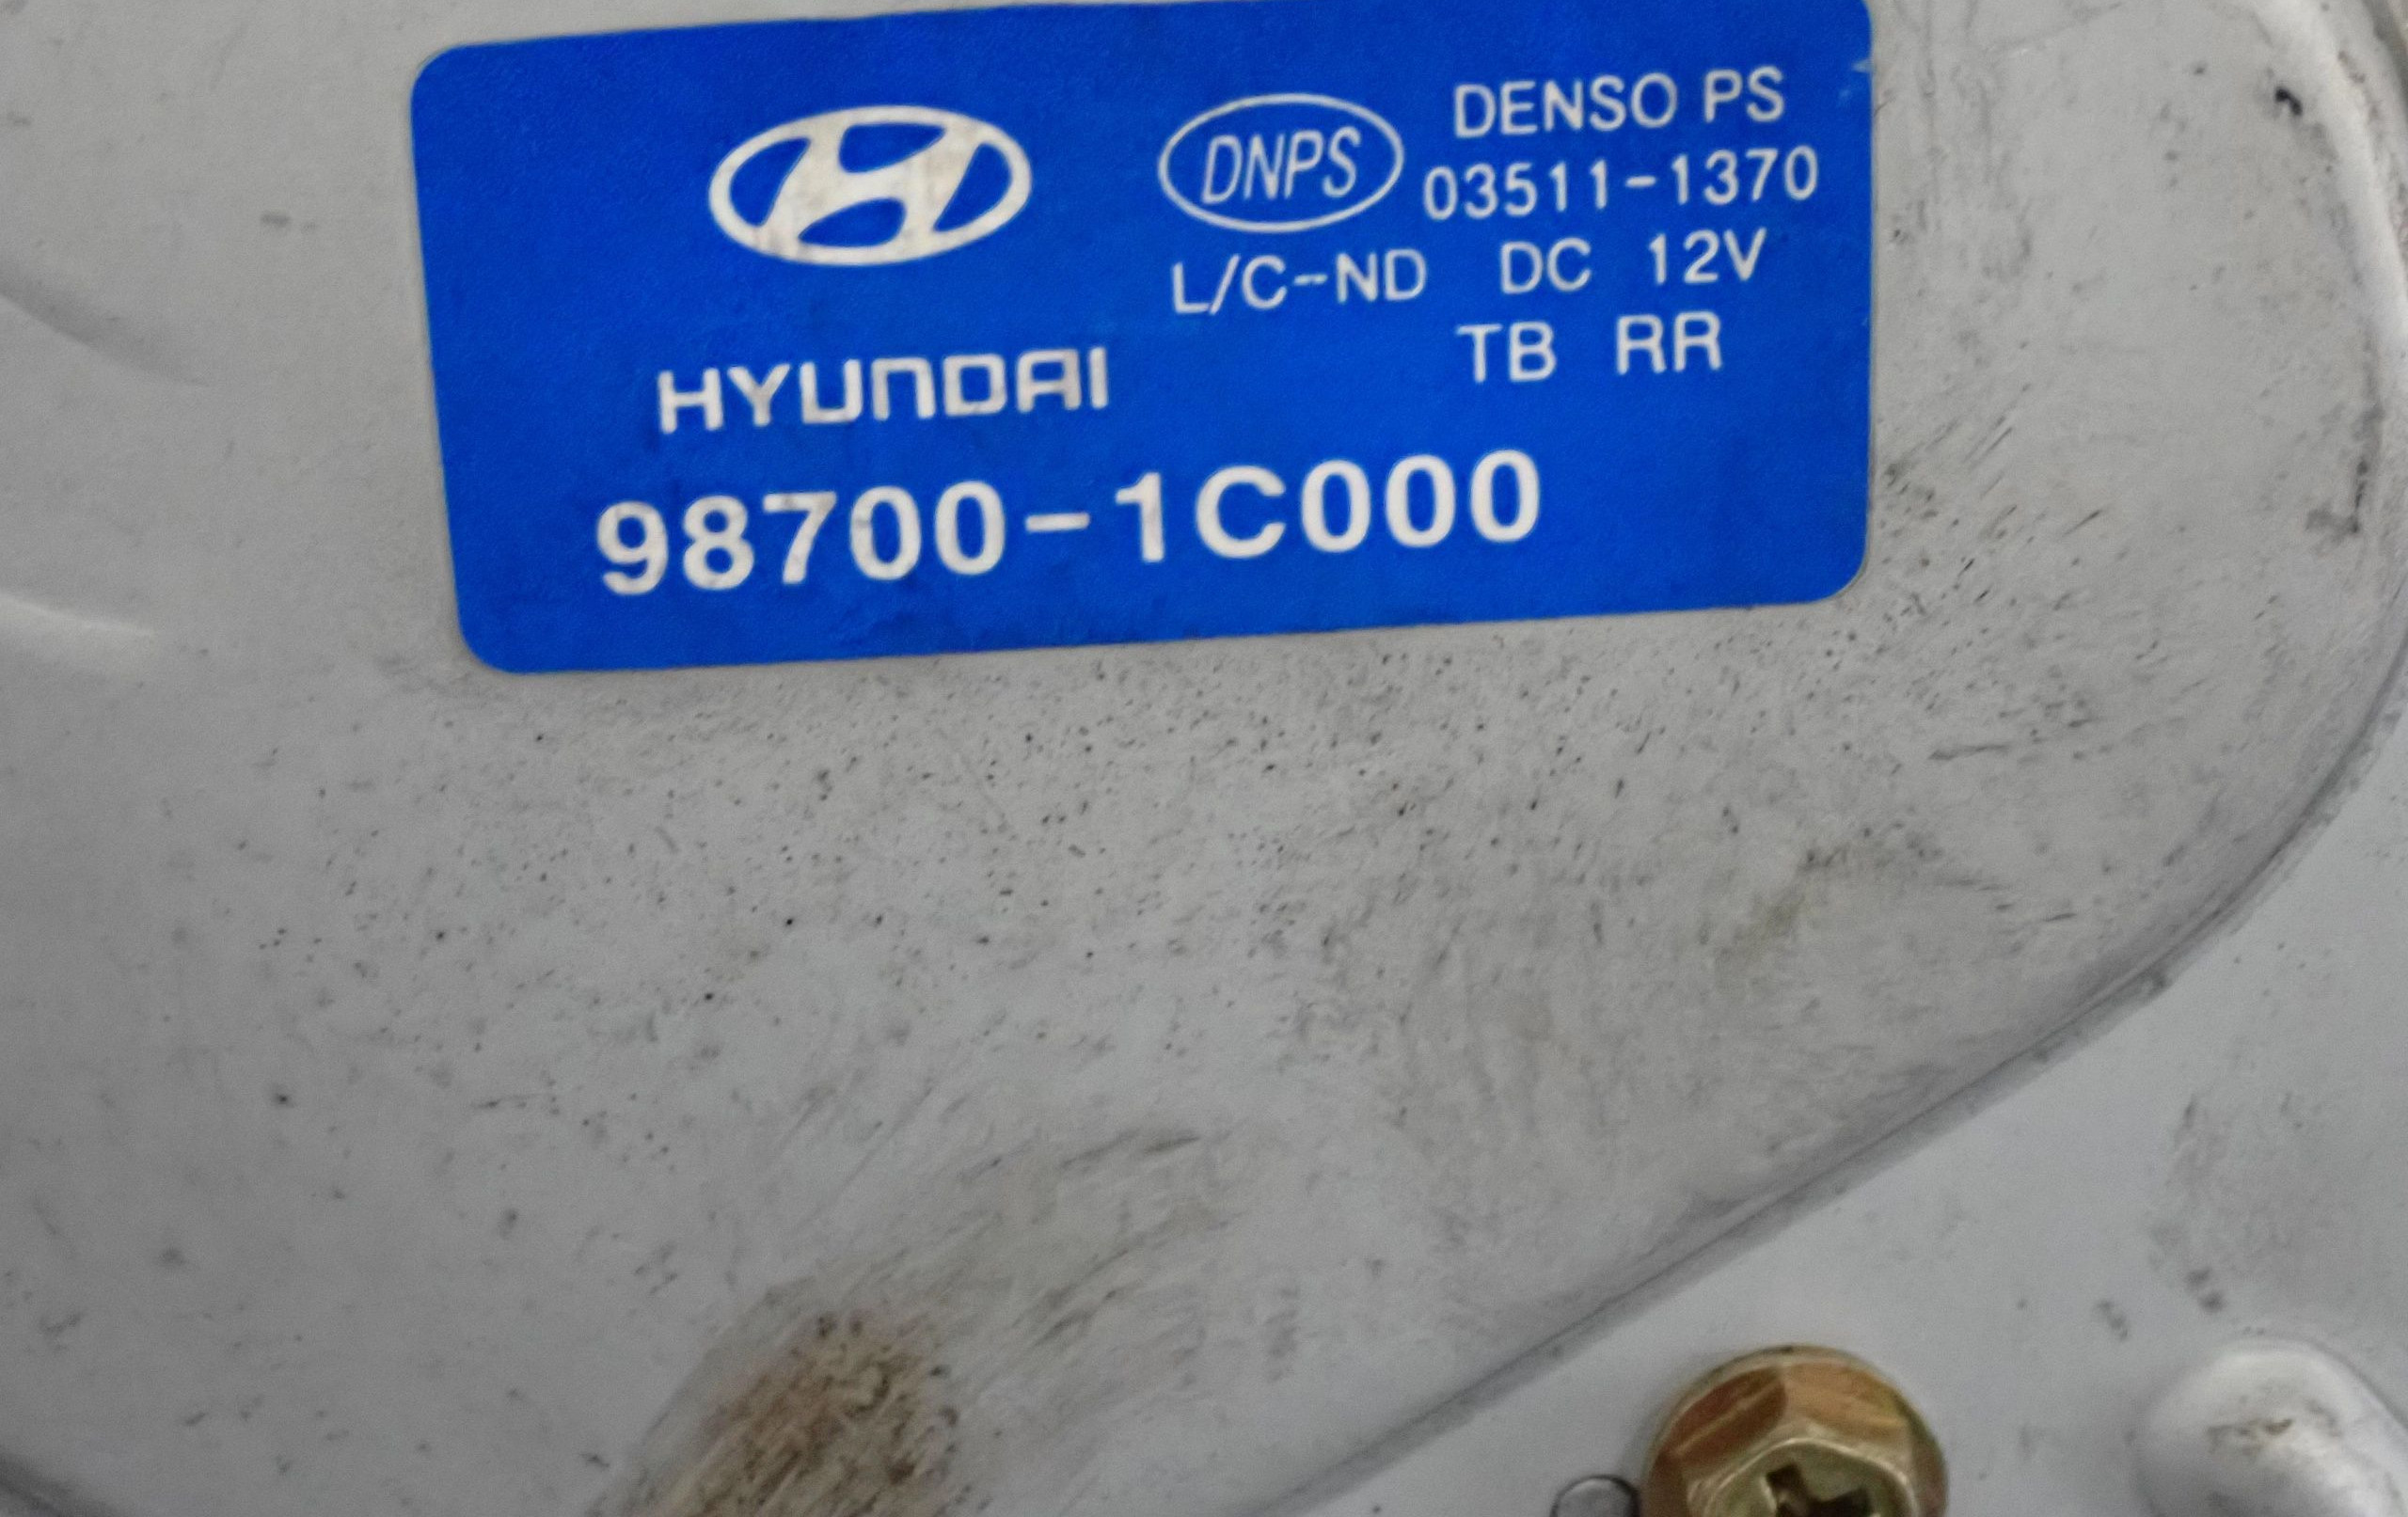 DENSO PS
DNPS 03511-1370
L/C-ND DC 12V
TB RR
HYUNDAI
98700-1C000